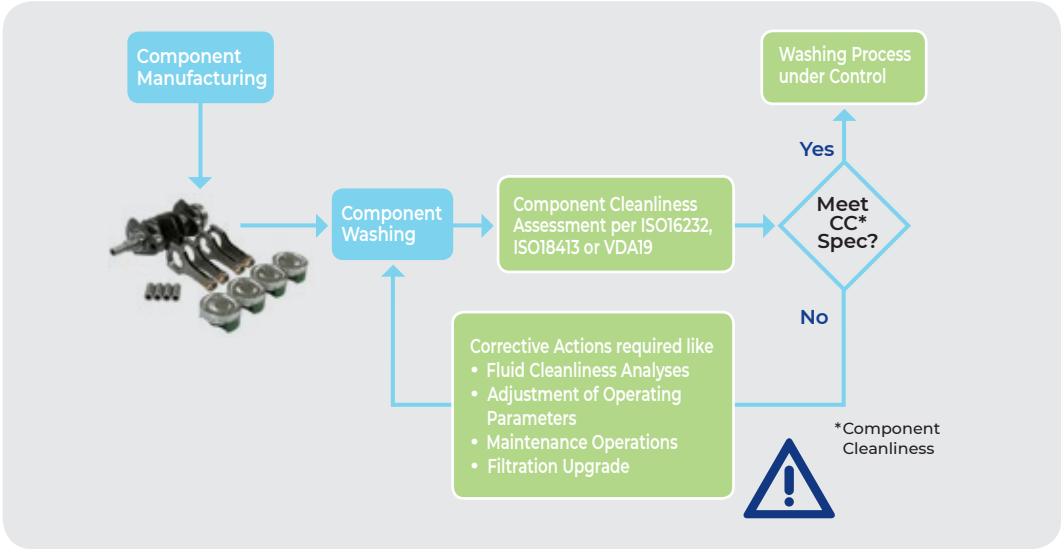 Component
Manufacturing
Washing Process
under Control
Yes
Component
Washing
Component Cleanliness
Assessment per ISO16232,
ISO18413 or VDA19
Meet
CC*
Spec?
No
Corrective Actions required like
• Fluid Cleanliness Analyses
• Adjustment of Operating
Parameters
• Maintenance Operations
• Filtration Upgrade
*Component
Cleanliness